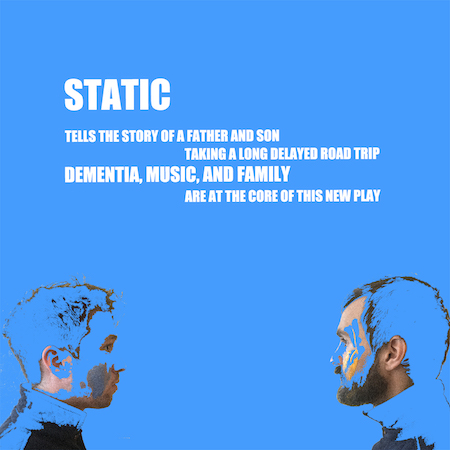 STATIC
TELLS THE STORY OF A FATHER AND SON
TAKING A LONG DELAYED ROAD TRIP
DEMENTIA, MUSIC, AND FAMILY
ARE AT THE CORE OF THIS NEW PLAY